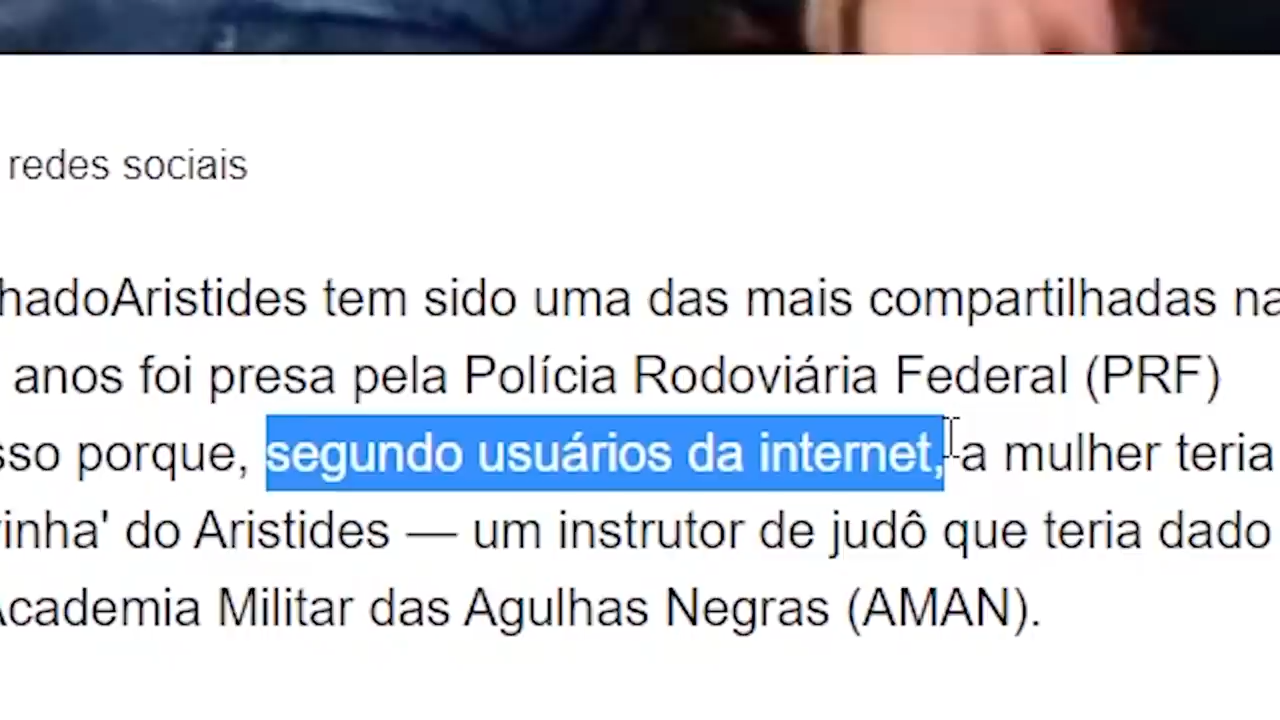 redes sociais
hadoAristides tem sido uma das mais compartilhadas na
anos foi presa pela Polícia Rodoviária Federal (PRF)
sso porque, segundo usuários da internet, a mulher teria
inha' do Aristides — um instrutor de judô que teria dado
Academia Militar das Agulhas Negras (AMAN).